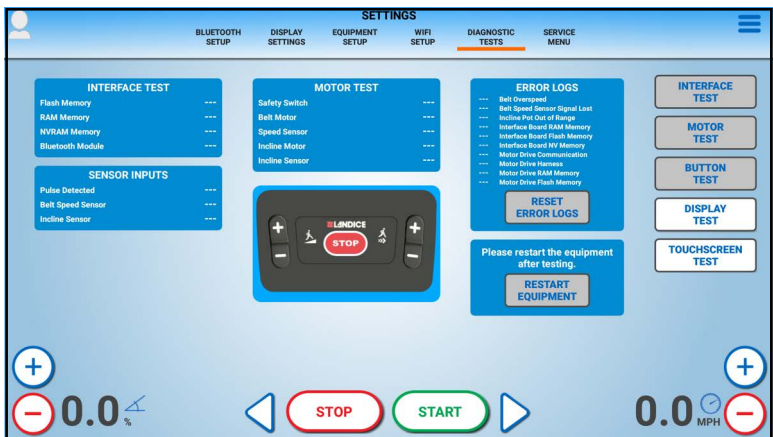 SETTINGS
BLUETOOTH
SETUP
DISPLAY
SETTINGS
EQUIPMENT
SETUP
WIFI
SETUP
DIAGNOSTIC
TESTS
SERVICE
MENU
INTERFACE TEST
Flash Memory ---
RAM Memory ---
NVRAM Memory ---
Bluetooth Module ---
SENSOR INPUTS
Pulse Detected ---
Belt Speed Sensor ---
Incline Sensor ---
MOTOR TEST
Safety Switch ---
Belt Motor ---
Speed Sensor ---
Incline Motor ---
Incline Sensor ---
LANDICE
STOP
ERROR LOGS
--- Belt Overspeed
--- Belt Speed Sensor Signal Lost
--- Incline Pot Out of Range
--- Interface Board RAM Memory
--- Interface Board Flash Memory
--- Interface Board NV Memory
--- Motor Drive Communication
--- Motor Drive Harness
--- Motor Drive RAM Memory
--- Motor Drive Flash Memory
RESET
ERROR LOGS
Please restart the equipment
after testing.
RESTART
EQUIPMENT
INTERFACE
TEST
MOTOR
TEST
BUTTON
TEST
DISPLAY
TEST
TOUCHSCREEN
TEST
0.0 %
STOP
START
0.0 MPH